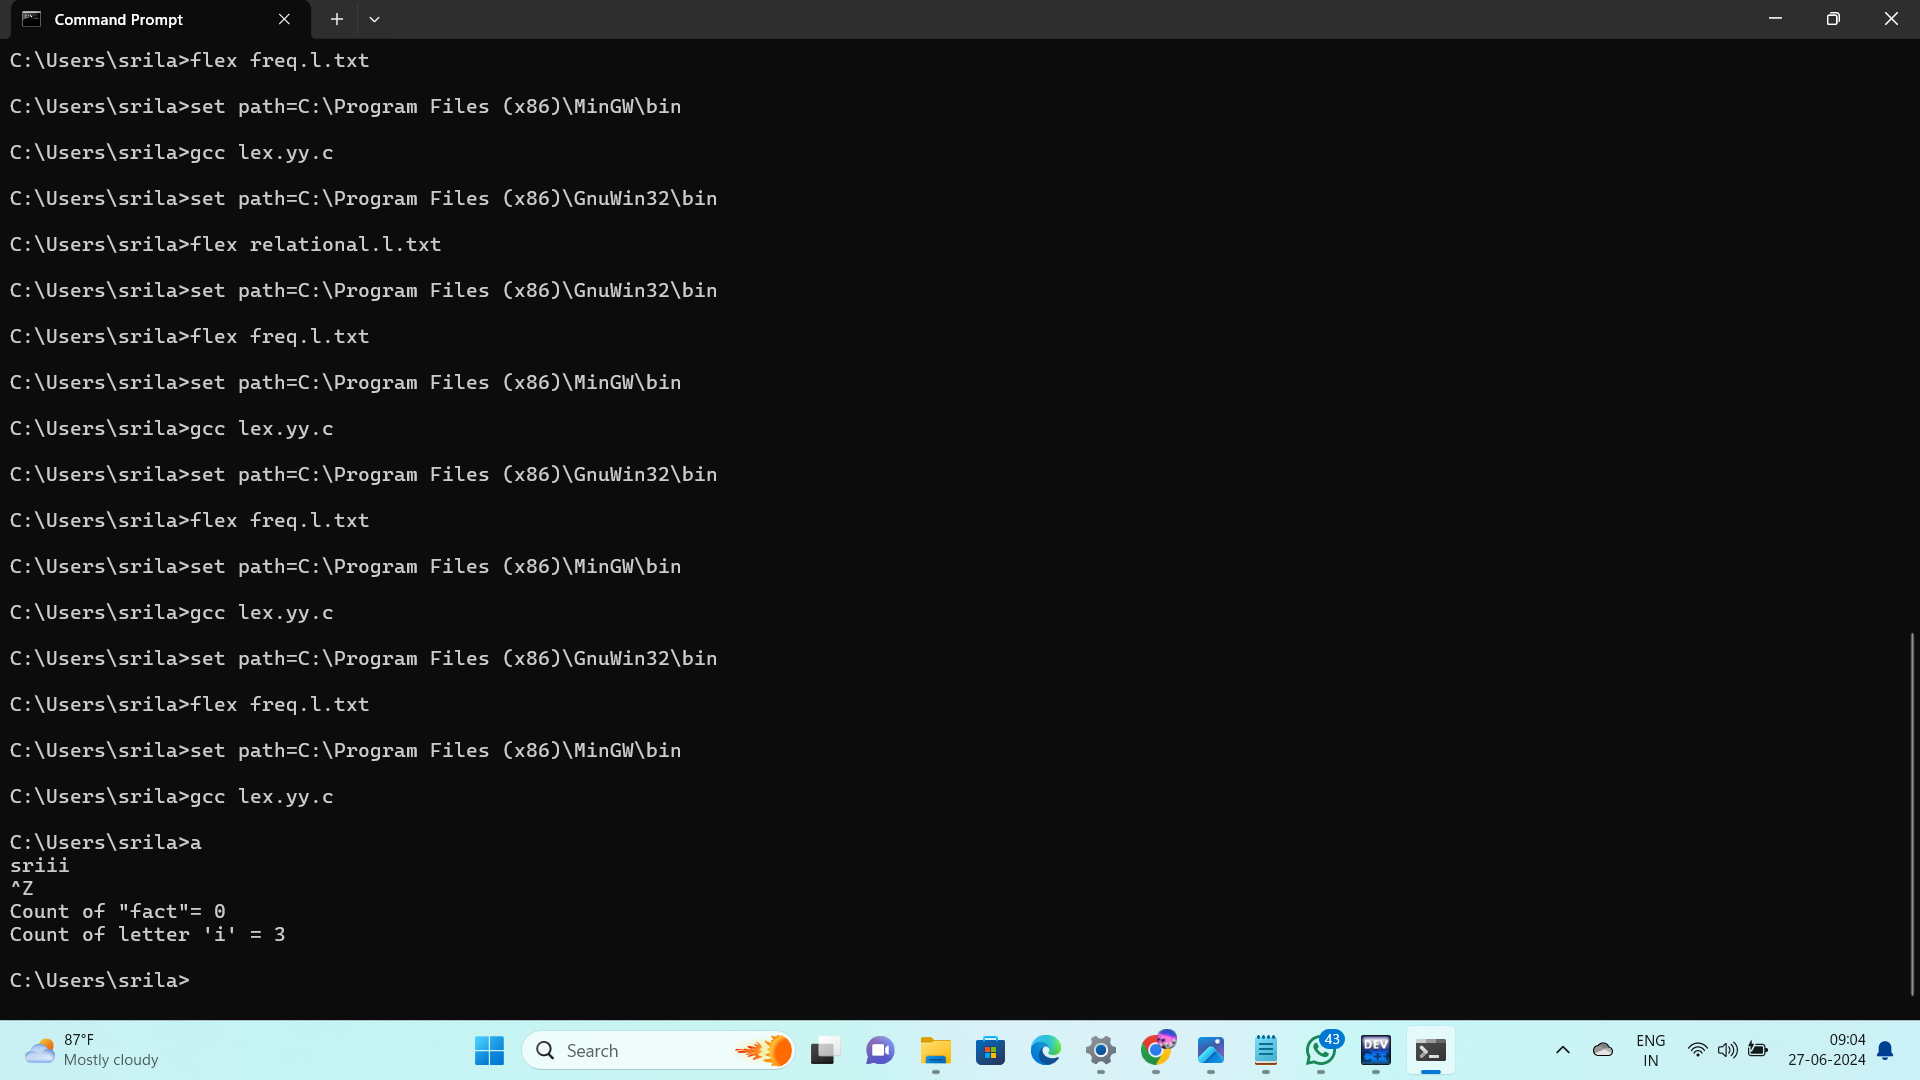 Command Prompt
C:\Users\srila>flex freq.l.txt
C:\Users\srila>set path=C:\Program Files (x86)\MinGW\bin
C:\Users\srila>gcc lex.yy.c
C:\Users\srila>set path=C:\Program Files (x86)\GnuWin32\bin
C:\Users\srila>flex relational.l.txt
C:\Users\srila>set path=C:\Program Files (x86)\GnuWin32\bin
C:\Users\srila>flex freq.l.txt
C:\Users\srila>set path=C:\Program Files (x86)\MinGW\bin
C:\Users\srila>gcc lex.yy.c
C:\Users\srila>set path=C:\Program Files (x86)\GnuWin32\bin
C:\Users\srila>flex freq.l.txt
C:\Users\srila>set path=C:\Program Files (x86)\MinGW\bin
C:\Users\srila>gcc lex.yy.c
C:\Users\srila>set path=C:\Program Files (x86)\GnuWin32\bin
C:\Users\srila>flex freq.l.txt
C:\Users\srila>set path=C:\Program Files (x86)\MinGW\bin
C:\Users\srila>gcc lex.yy.c
C:\Users\srila>a
sriii
^Z
Count of "fact"= 0
Count of letter 'i' = 3
C:\Users\srila>
87°F
Mostly cloudy
Search
43
DEV
C++
ENG
IN
09:04
27-06-2024